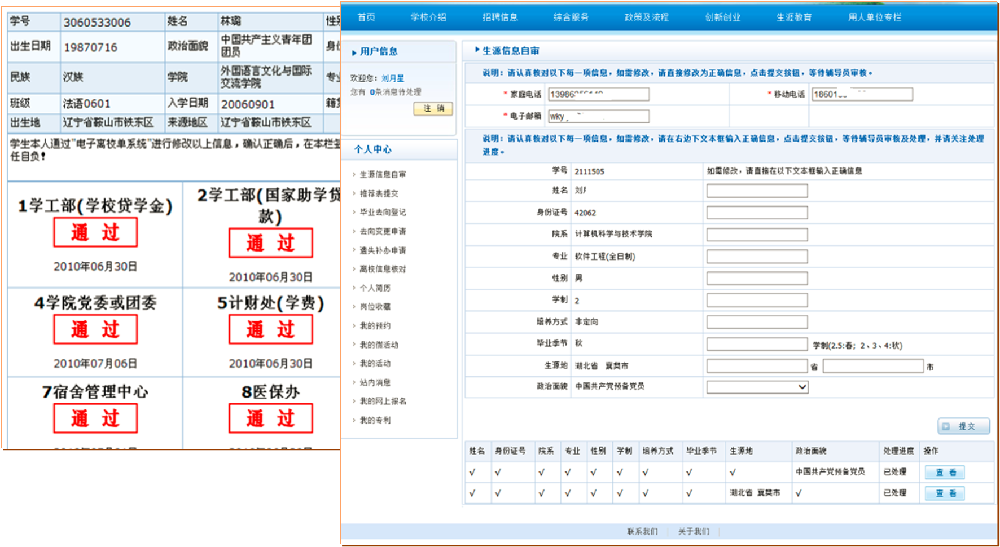 学号 3060533006 姓名 林璐
出生日期 19870716 政治面貌 中国共产主义青年团
团员
民族 汉族 学院 外国语言文化与国际
交流学院
班级 法语0601 入学日期 20060901
出生地 辽宁省鞍山市铁东区 来源地区 辽宁省鞍山市铁东区
学生本人通过"电子离校单系统"进行修改以上信息，确认正确后，在本栏
任自负！
1学工部(学校贷学金)
通 过
2010年06月30日
2学工部(国家助学贷
款)
通 过
2010年06月30日
4学院党委或团委
通 过
2010年07月06日
5计财处(学费)
通 过
2010年06月30日
7宿舍管理中心
通 过
8医保办
通 过
首页 学校介绍 招聘信息 综合服务 政策及流程 创新创业 生涯教育 用人单位专栏
用户信息
欢迎您：刘月星
您有 0条消息待处理
注 销
个人中心
生源信息自审
推荐表提交
毕业去向登记
去向变更申请
遗失补办申请
离校信息核对
个人简历
岗位收藏
我的预约
我的微活动
我的活动
站内消息
我的网上报名
我的专利
生源信息自审
说明：请认真核对以下每一项信息，如需修改，请直接修改为正确信息，点击提交按钮，等待辅导员审核。
* 家庭电话 13986 * 移动电话 18601
* 电子邮箱 wky
说明：请认真核对以下每一项信息，如需修改，请在右边下文本框输入正确信息，点击提交按钮，等待辅导员审核及处理，并请关注处理
进度。
学号 2111505 如需修改，请直接在以下文本框输入正确信息
姓名 刘
身份证号 42062
院系 计算机科学与技术学院
专业 软件工程(全日制)
性别 男
学制 2
培养方式 非定向
毕业季节 秋 学制(2.5:春；2、3、4:秋)
生源地 湖北省 襄樊市 省 市
政治面貌 中国共产党预备党员
提交
姓名 身份证号 院系 专业 性别 学制 培养方式 毕业季节 生源地 政治面貌 处理进度 操作
√ √ √ √ √ √ √ √ √ 中国共产党预备党员 已处理 查 看
√ √ √ √ √ √ √ √ 湖北省 襄樊市 √ 已处理 查 看
联系我们 关于我们